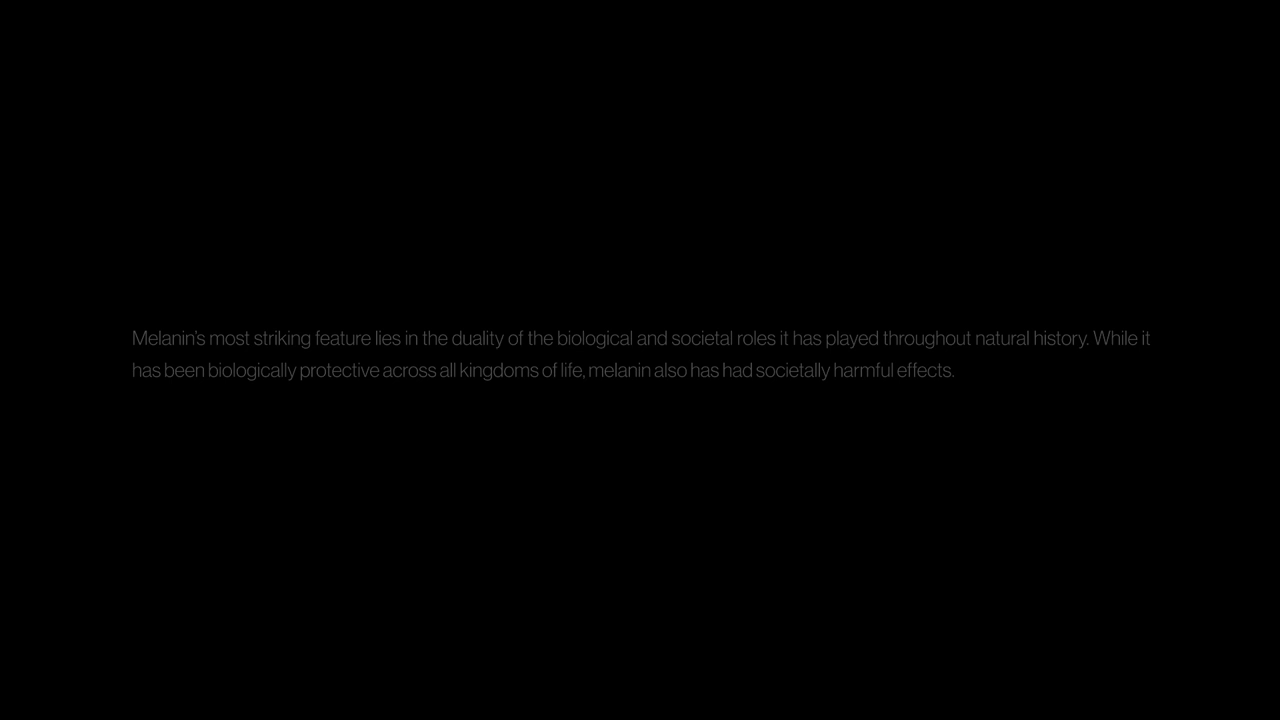 Melanin's most striking feature lies in the duality of the biological and societal roles it has played throughout natural history. While it
has been biologically protective across all kingdoms of life, melanin also has had societally harmful effects.